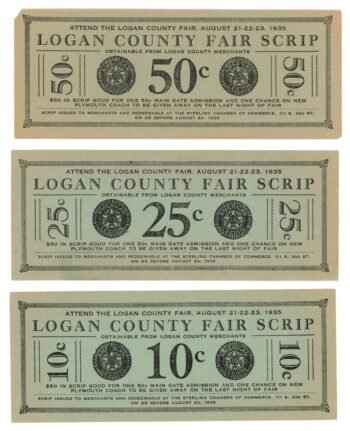 ATTEND THE LOGAN COUNTY FAIR. AUGUST 21-22-23. 1935
LOGAN COUNTY FAIR SCRIP
OBTAINABLE FROM LOGAN COUNTY MERCHANTS
50c
50c
50c
$50 IN SCRIP GOOD FOR ONE 50c MAIN GATE ADMISSION AND ONE CHANCE ON NEW
PLYMOUTH COACH TO BE GIVEN AWAY ON THE LAST NIGHT OF FAIR
SCRIP ISSUED TO MERCHANTS AND REDEEMABLE AT THE STERLING CHAMBER OF COMMERCE, 111 S. 2ND ST.
ON OR BEFORE AUGUST 20, 1935
ATTEND THE LOGAN COUNTY FAIR. AUGUST 21-22-23. 1935
LOGAN COUNTY FAIR SCRIP
OBTAINABLE FROM LOGAN COUNTY MERCHANTS
25c
25c
25c
$50 IN SCRIP GOOD FOR ONE 50c MAIN GATE ADMISSION AND ONE CHANCE ON NEW
PLYMOUTH COACH TO BE GIVEN AWAY ON THE LAST NIGHT OF FAIR
SCRIP ISSUED TO MERCHANTS AND REDEEMABLE AT THE STERLING CHAMBER OF COMMERCE, 111 S. 2ND ST.
ON OR BEFORE AUGUST 20, 1935
ATTEND THE LOGAN COUNTY FAIR. AUGUST 21-22-23. 1935
LOGAN COUNTY FAIR SCRIP
OBTAINABLE FROM LOGAN COUNTY MERCHANTS
10c
10c
10c
$50 IN SCRIP GOOD FOR ONE 50c MAIN GATE ADMISSION AND ONE CHANCE ON NEW
PLYMOUTH COACH TO BE GIVEN AWAY ON THE LAST NIGHT OF FAIR
SCRIP ISSUED TO MERCHANTS AND REDEEMABLE AT THE STERLING CHAMBER OF COMMERCE, 111 S. 2ND ST.
ON OR BEFORE AUGUST 20, 1935